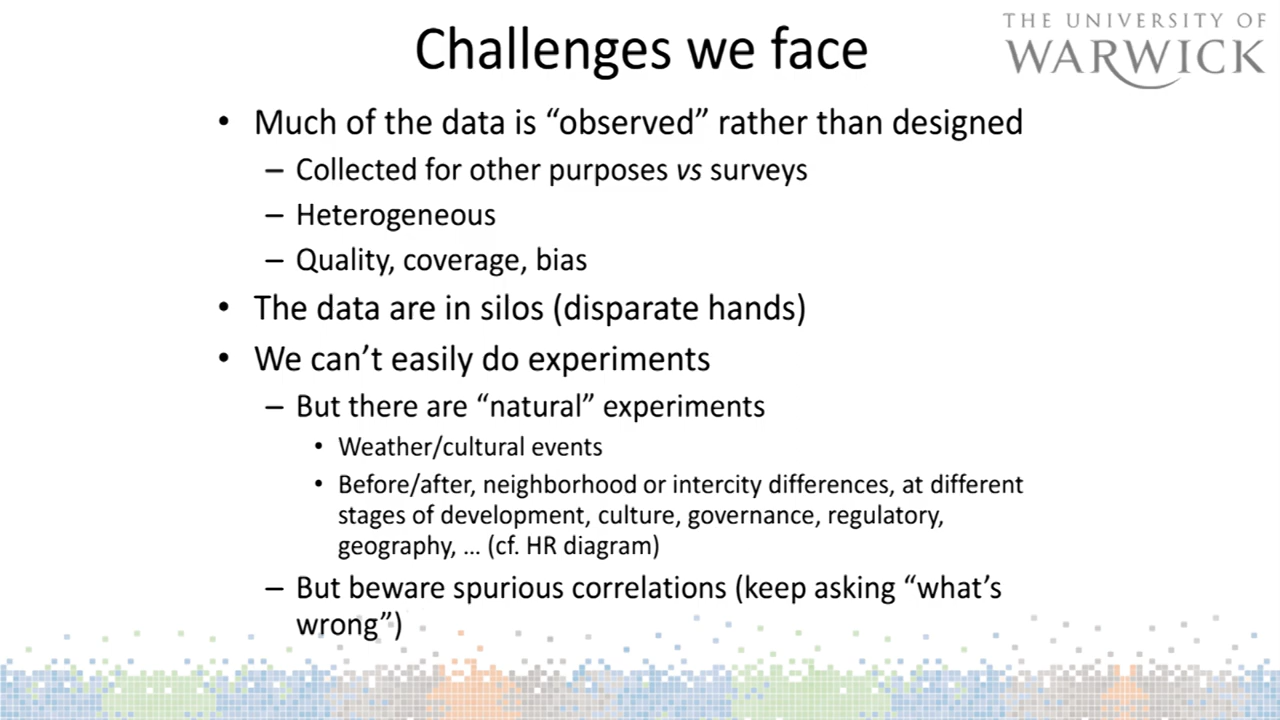 THE UNIVERSITY OF
WARWICK
Challenges we face
• Much of the data is “observed” rather than designed
– Collected for other purposes vs surveys
– Heterogeneous
– Quality, coverage, bias
• The data are in silos (disparate hands)
• We can’t easily do experiments
– But there are “natural” experiments
• Weather/cultural events
• Before/after, neighborhood or intercity differences, at different
stages of development, culture, governance, regulatory,
geography, ... (cf. HR diagram)
– But beware spurious correlations (keep asking “what’s
wrong”)